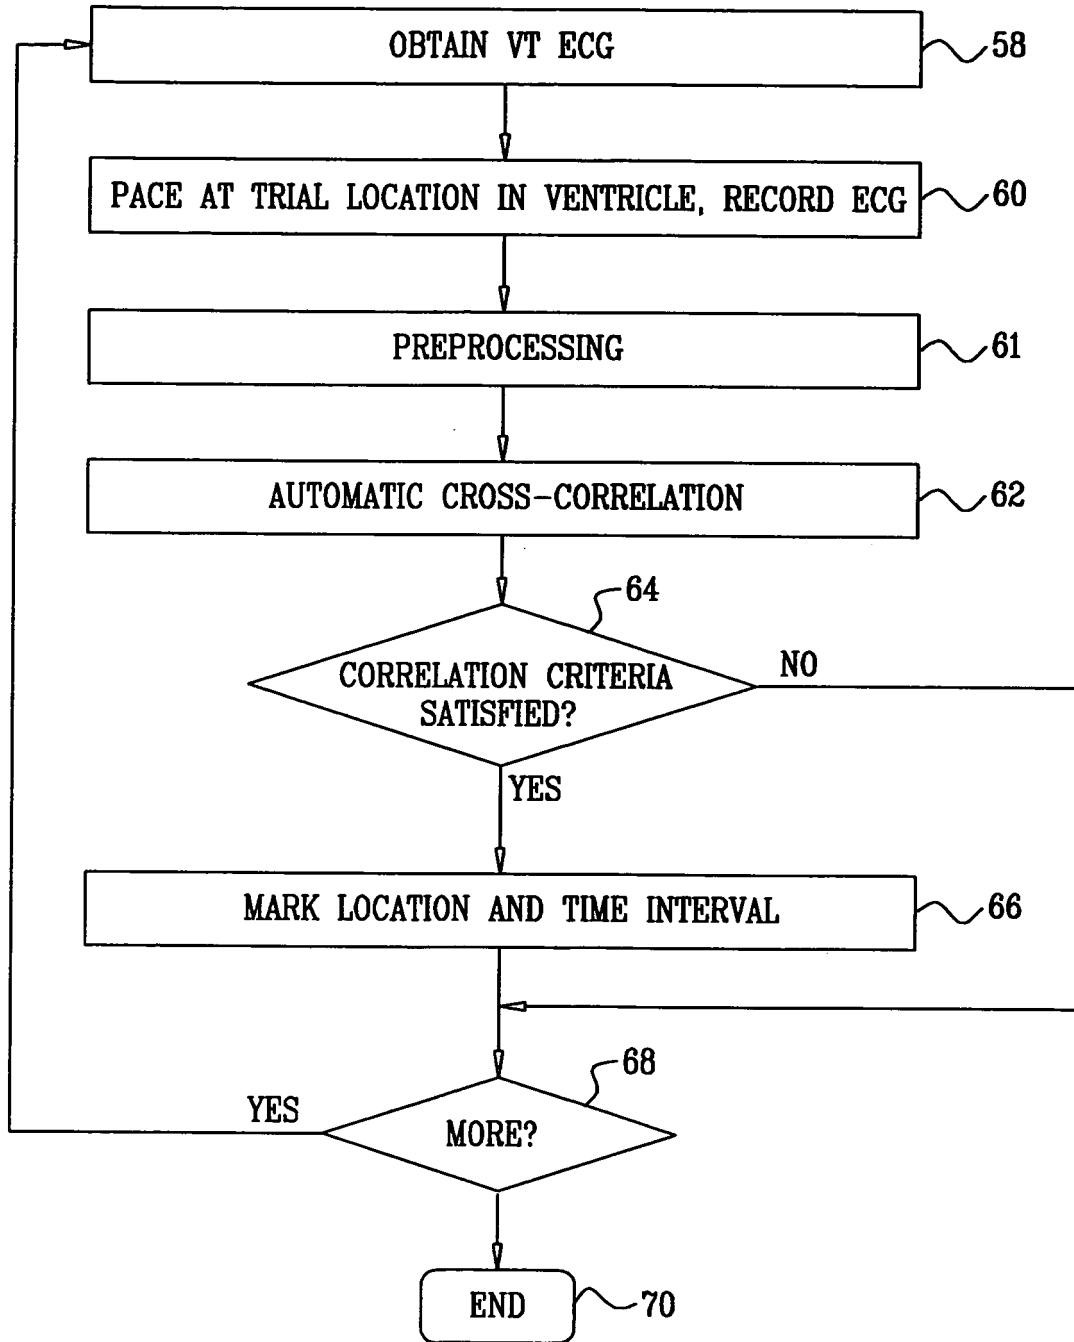 OBTAIN VT ECG
58
PACE AT TRIAL LOCATION IN VENTRICLE, RECORD ECG
60
PREPROCESSING
61
AUTOMATIC CROSS-CORRELATION
62
64
CORRELATION CRITERIA
SATISFIED?
NO
YES
MARK LOCATION AND TIME INTERVAL
66
68
YES
MORE?
END
70